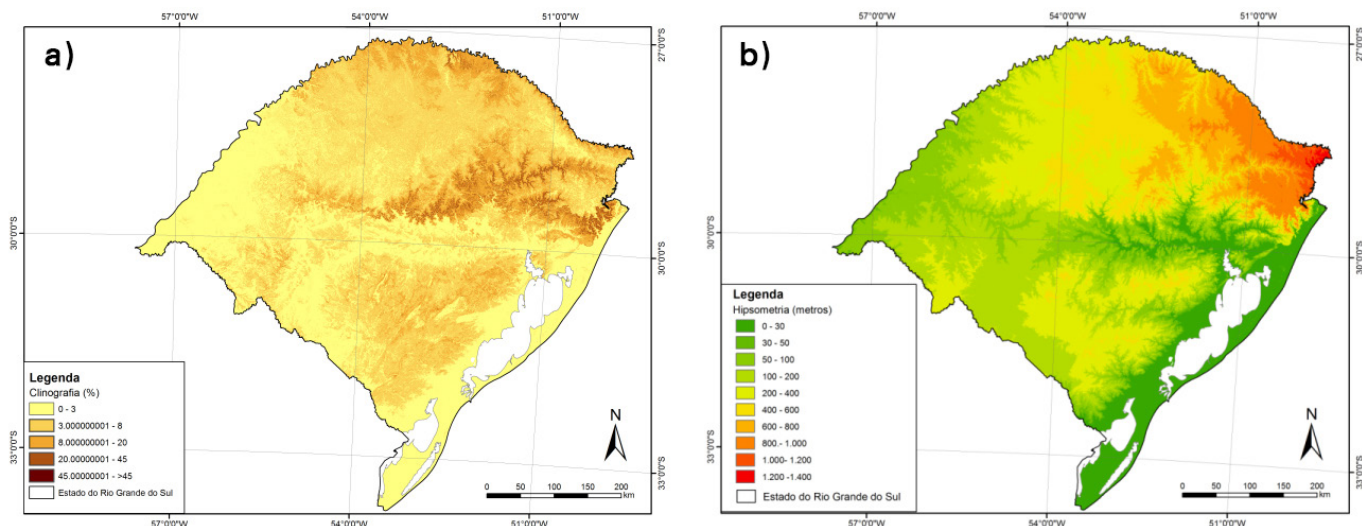 57°0'0"W 54°0'0"W 51°0'0"W
a)
27°0'0"S
30°0'0"S
30°0'0"S
Legenda
Clinografia (%)
0 - 3
3.000000001 - 8
8.00000001 - 20
20.00000001 - 45
45.00000001 - >45
Estado do Rio Grande do Sul
N
33°0'0"S
33°0'0"S
0 50 100 150 200
km
57°0'0"W 54°0'0"W 51°0'0"W
57°0'0"W 54°0'0"W 51°0'0"W
b)
27°0'0"S
30°0'0"S
30°0'0"S
Legenda
Hipsometria (metros)
0 - 30
30 - 50
50 - 100
100 - 200
200 - 400
400 - 600
600 - 800
800.- 1.000
1.000- 1.200
1.200 -1.400
Estado do Rio Grande do Sul
N
33°0'0"S
33°0'0"S
0 50 100 150 200
km
57°0'0"W 54°0'0"W 51°0'0"W